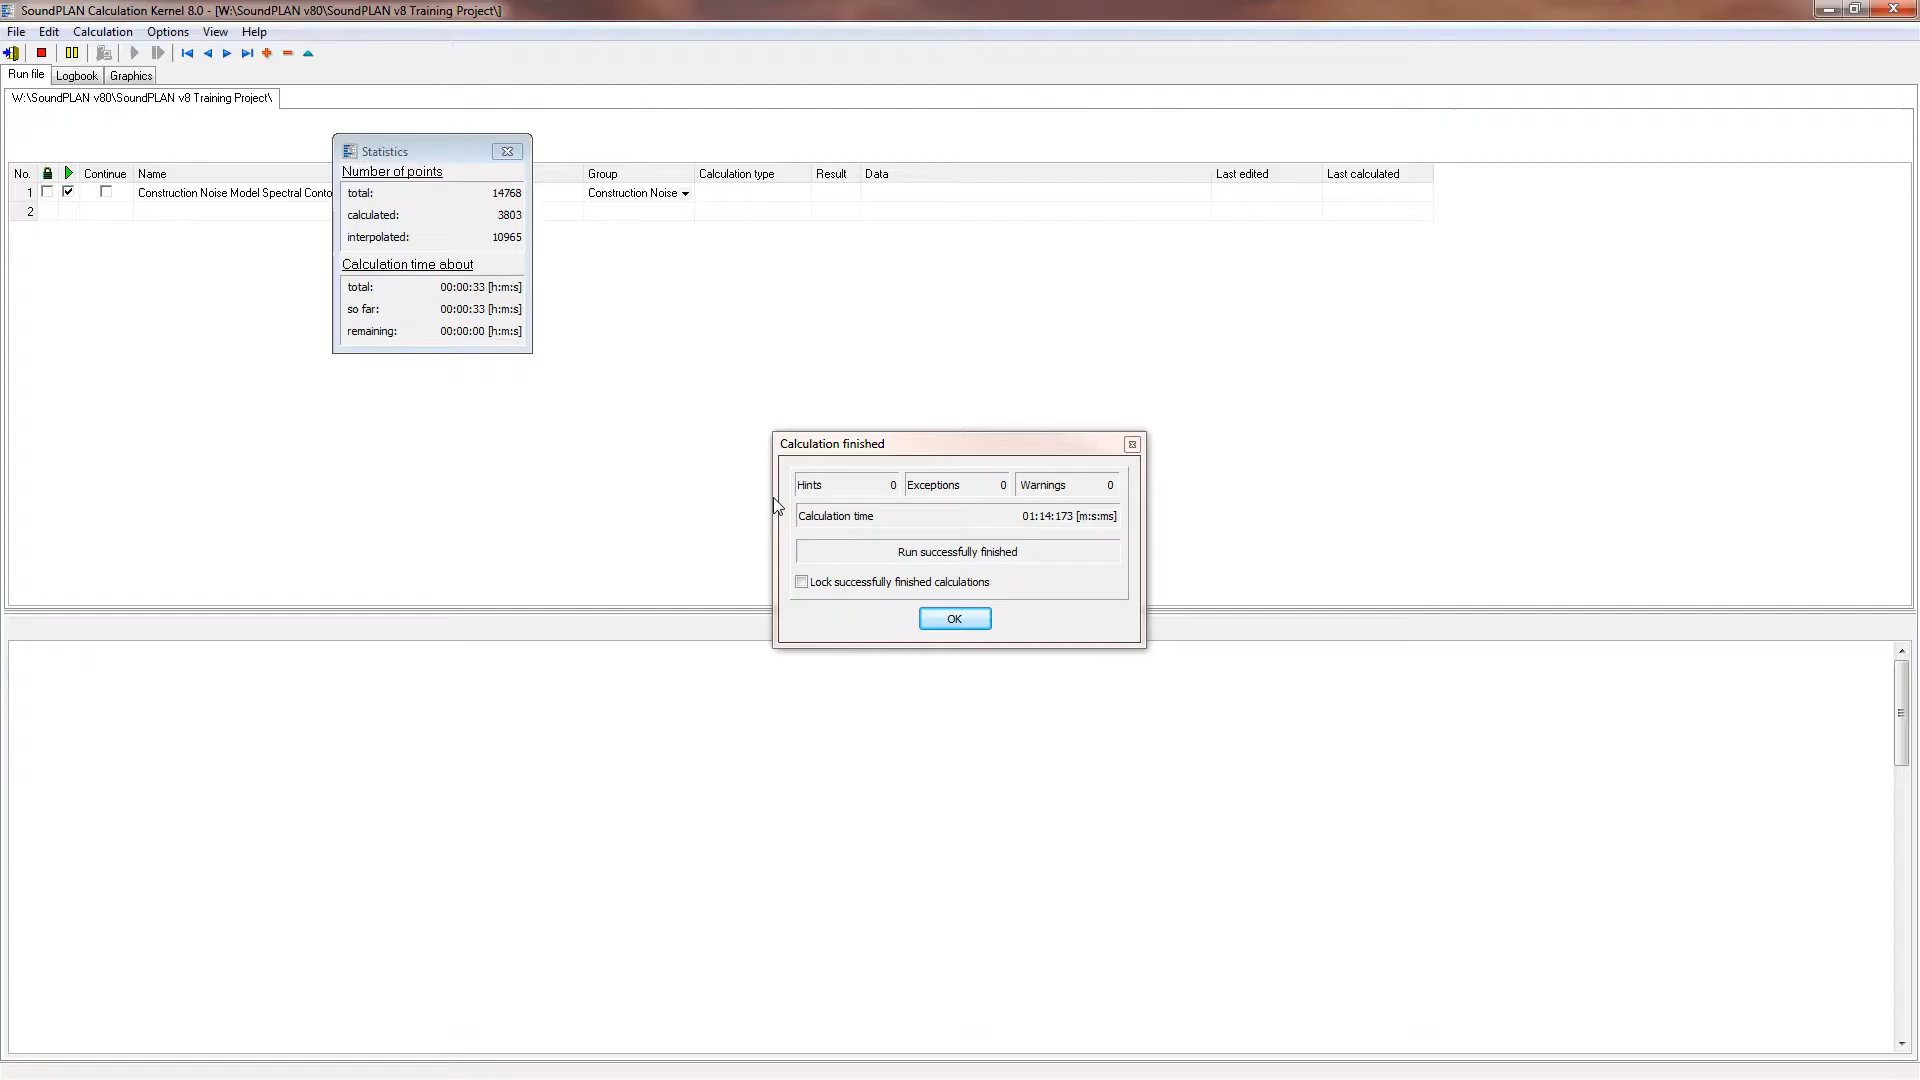 SoundPLAN Calculation Kernel 8.0 - [W:\SoundPLAN v80\SoundPLAN v8 Training Project\]
File Edit Calculation Options View Help
Run file Logbook Graphics
W:\SoundPLAN v80\SoundPLAN v8 Training Project\
No. Continue Name Group Calculation type Result Data Last edited Last calculated
1 Construction Noise Model Spectral Conto Construction Noise
2
Statistics
Number of points
total: 14768
calculated: 3803
interpolated: 10965
Calculation time about
total: 00:00:33 [h:m:s]
so far: 00:00:33 [h:m:s]
remaining: 00:00:00 [h:m:s]
Calculation finished
Hints 0 Exceptions 0 Warnings 0
Calculation time 01:14:173 [m:s:ms]
Run successfully finished
Lock successfully finished calculations
OK